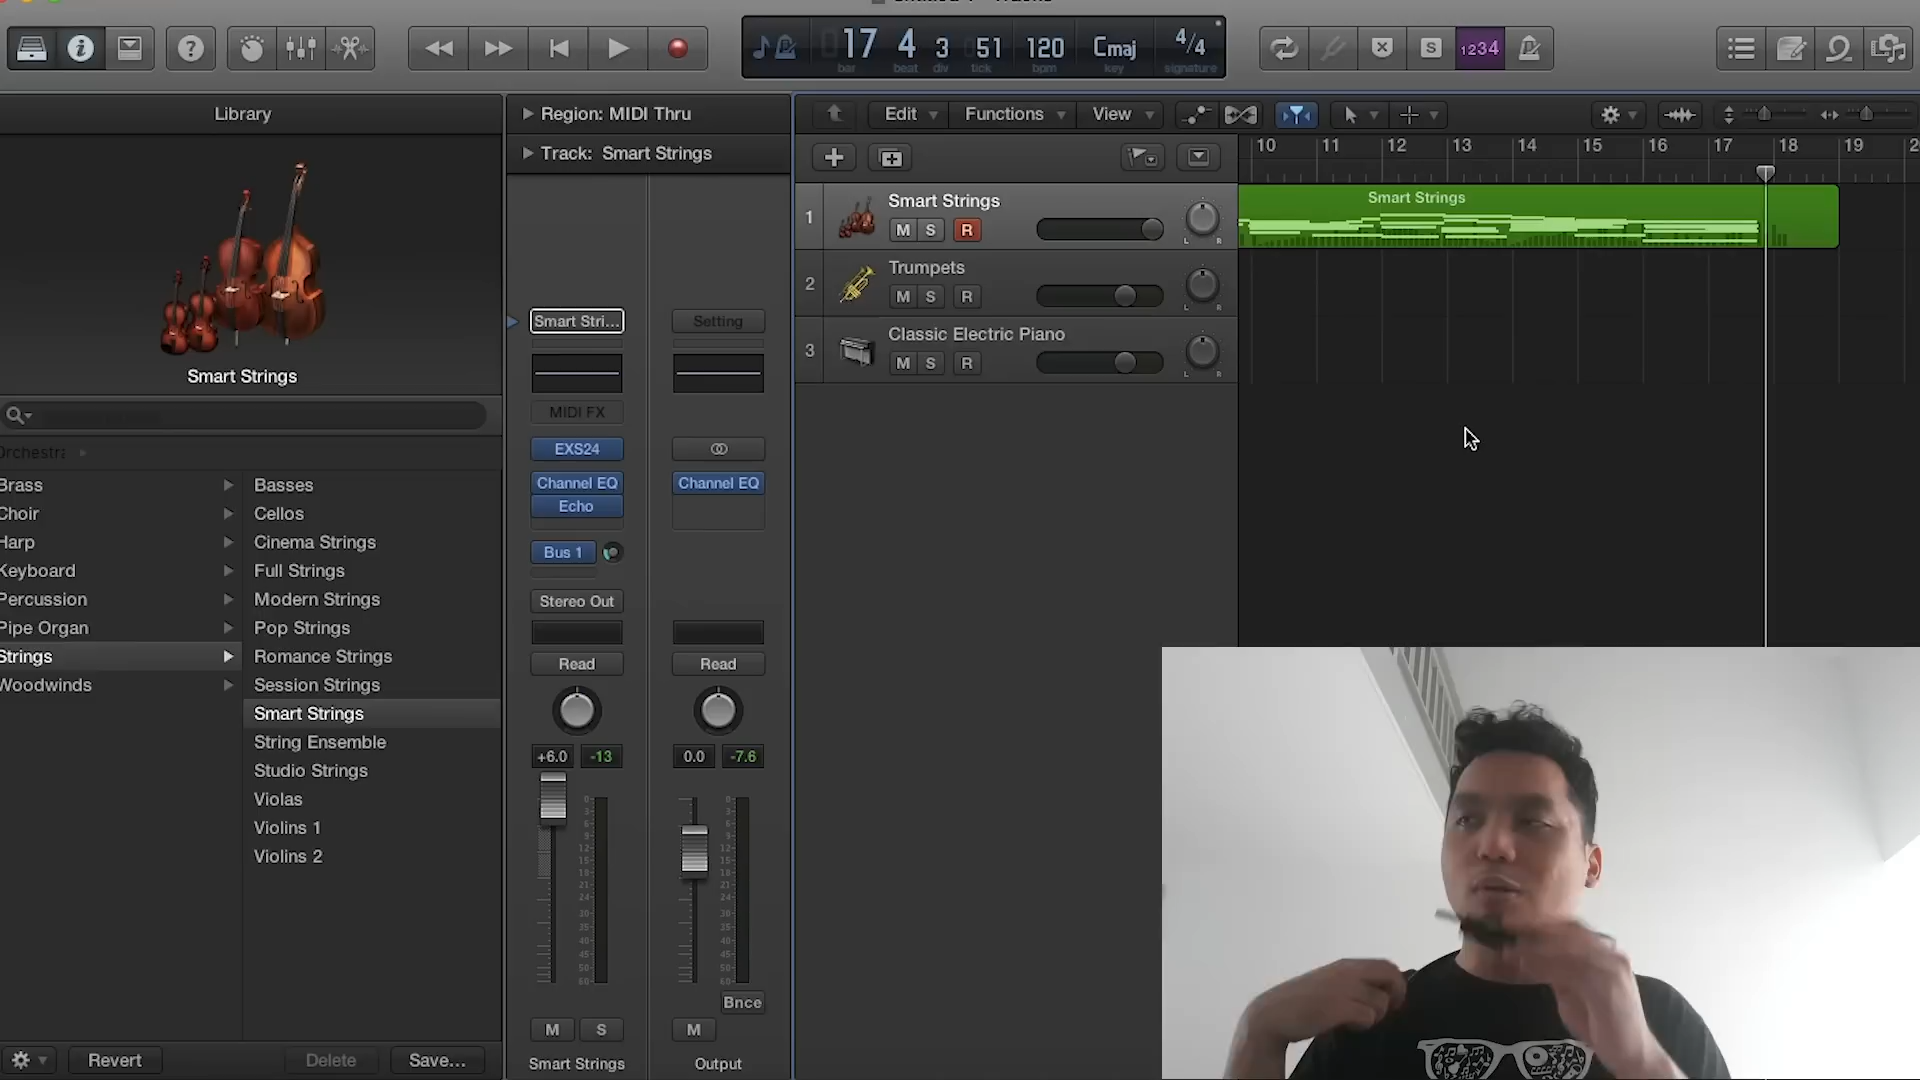 17 4 3 51 120 Cmaj 4/4
bar beat div tick bpm key signature
S 1234
Library
Region: MIDI Thru
Track: Smart Strings
Edit Functions View
10 11 12 13 14 15 16 17 18 19
Smart Strings
1 Smart Strings
M S R
2 Trumpets
M S R
3 Classic Electric Piano
M S R
L R
L R
L R
Smart Strings
Brass
Choir
Harp
Keyboard
Percussion
Pipe Organ
Strings
Woodwinds
Basses
Cellos
Cinema Strings
Full Strings
Modern Strings
Pop Strings
Romance Strings
Session Strings
Smart Strings
String Ensemble
Studio Strings
Violas
Violins 1
Violins 2
Revert Delete Save...
Smart Stri... Setting
MIDI FX
EXS24
Channel EQ Channel EQ
Echo
Bus 1
Stereo Out
Read Read
+6.0 -13 0.0 -7.6
Bnce
M S M
Smart Strings Output